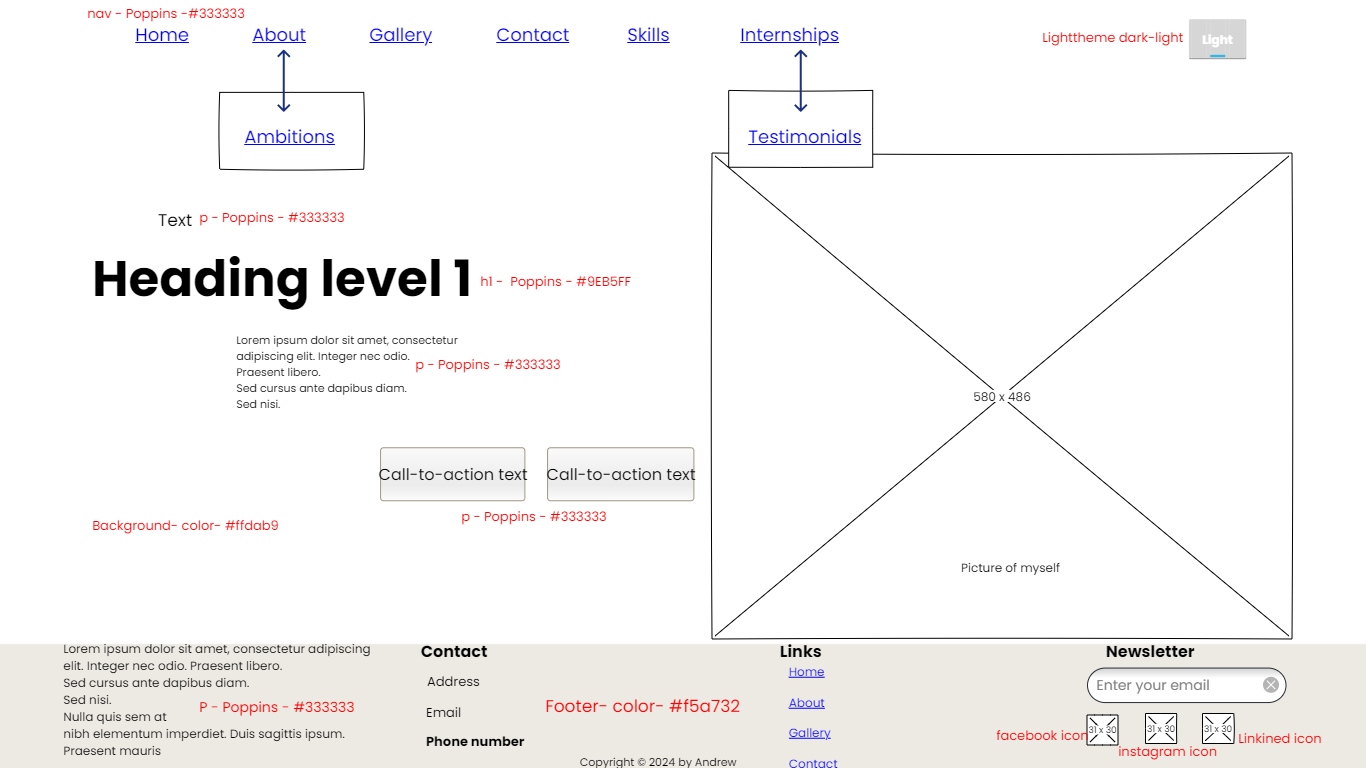 nav - Poppins -#333333
Home About Gallery Contact Skills Internships
Lighttheme dark-light
Light
Ambitions
Testimonials
Text
p - Poppins - #333333
Heading level 1
h1 - Poppins - #9EB5FF
Lorem ipsum dolor sit amet, consectetur
adipiscing elit. Integer nec odio.
Praesent libero.
Sed cursus ante dapibus diam.
Sed nisi.
p - Poppins - #333333
580 x 486
Call-to-action text
Call-to-action text
p - Poppins - #333333
Background- color- #ffdab9
Picture of myself
Lorem ipsum dolor sit amet, consectetur adipiscing
elit. Integer nec odio. Praesent libero.
Sed cursus ante dapibus diam.
Sed nisi.
Nulla quis sem at
nibh elementum imperdiet. Duis sagittis ipsum.
Praesent mauris
P - Poppins - #333333
Contact
Address
Email
Phone number
Footer- color- #f5a732
Copyright © 2024 by Andrew
Links
Home
About
Gallery
Contact
Newsletter
Enter your email
facebook icon
31 x 30
31 x 30
31 x 30
instagram icon
Linkined icon